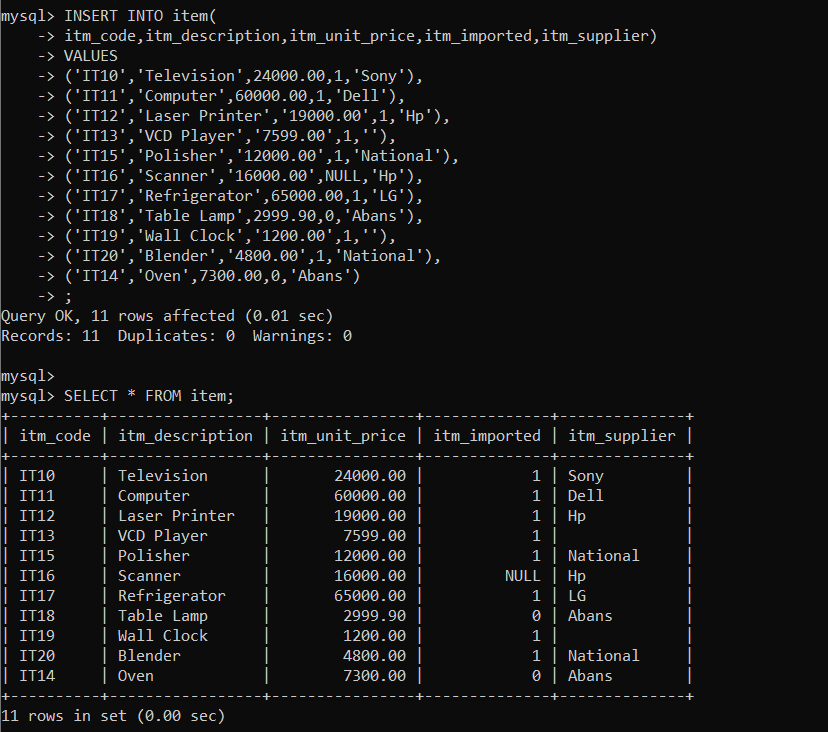 mysql> INSERT INTO item(
    -> itm_code,itm_description,itm_unit_price,itm_imported,itm_supplier)
    -> VALUES
    -> ('IT10','Television',24000.00,1,'Sony'),
    -> ('IT11','Computer',60000.00,1,'Dell'),
    -> ('IT12','Laser Printer','19000.00',1,'Hp'),
    -> ('IT13','VCD Player','7599.00',1,''),
    -> ('IT15','Polisher','12000.00',1,'National'),
    -> ('IT16','Scanner','16000.00',NULL,'Hp'),
    -> ('IT17','Refrigerator',65000.00,1,'LG'),
    -> ('IT18','Table Lamp',2999.90,0,'Abans'),
    -> ('IT19','Wall Clock','1200.00',1,''),
    -> ('IT20','Blender','4800.00',1,'National'),
    -> ('IT14','Oven',7300.00,0,'Abans')
    -> ;
Query OK, 11 rows affected (0.01 sec)
Records: 11  Duplicates: 0  Warnings: 0

mysql>
mysql> SELECT * FROM item;
+----------+-----------------+----------------+--------------+--------------+
| itm_code | itm_description | itm_unit_price | itm_imported | itm_supplier |
+----------+-----------------+----------------+--------------+--------------+
| IT10     | Television      |       24000.00 |            1 | Sony         |
| IT11     | Computer        |       60000.00 |            1 | Dell         |
| IT12     | Laser Printer   |       19000.00 |            1 | Hp           |
| IT13     | VCD Player      |        7599.00 |            1 |              |
| IT15     | Polisher        |       12000.00 |            1 | National     |
| IT16     | Scanner         |       16000.00 |         NULL | Hp           |
| IT17     | Refrigerator    |       65000.00 |            1 | LG           |
| IT18     | Table Lamp      |        2999.90 |            0 | Abans        |
| IT19     | Wall Clock      |        1200.00 |            1 |              |
| IT20     | Blender         |        4800.00 |            1 | National     |
| IT14     | Oven            |        7300.00 |            0 | Abans        |
+----------+-----------------+----------------+--------------+--------------+
11 rows in set (0.00 sec)